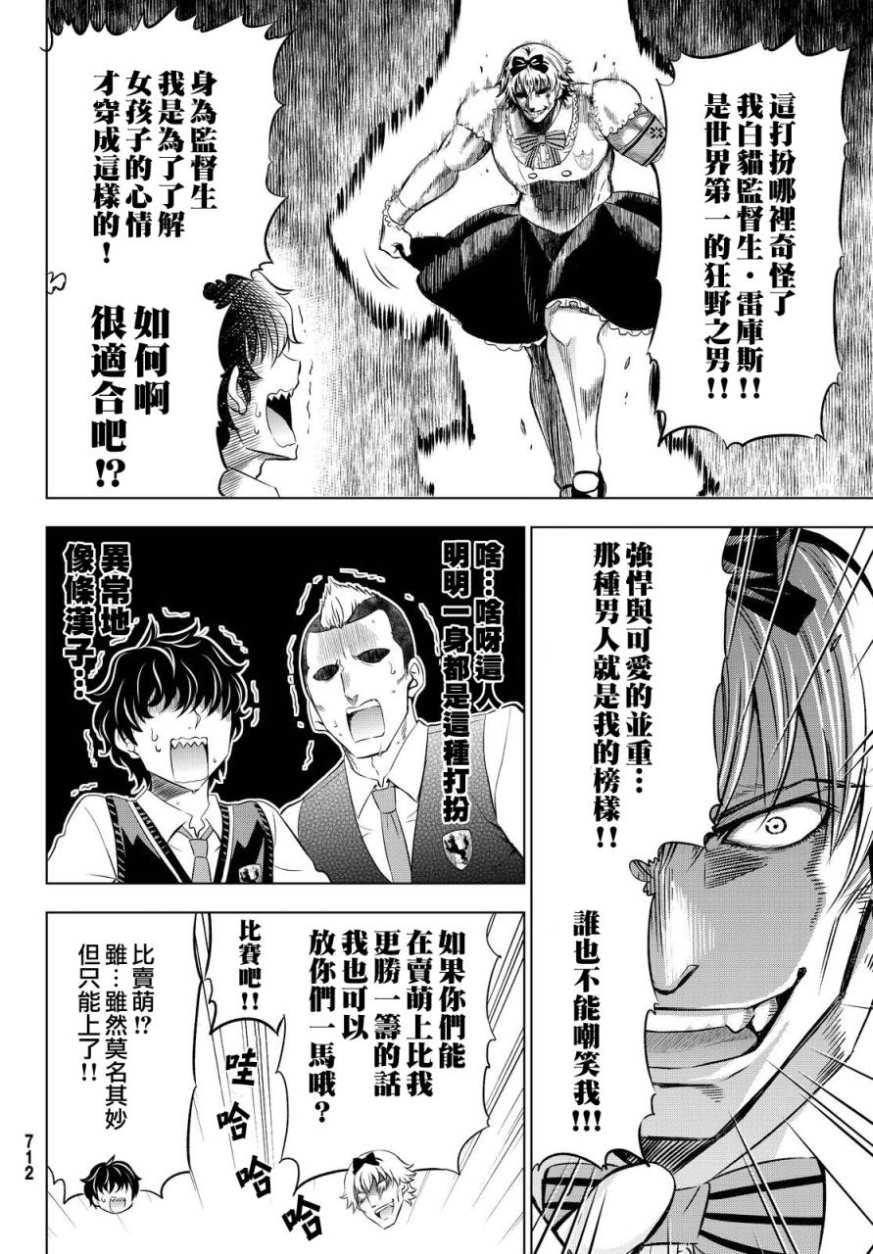 這打扮哪裡奇怪了
我白貓監督生・雷庫斯!!
是世界第一的狂野之男!!
身為監督生
我是為了了解
女孩子的心情
才穿成這樣的!
如何啊
很適合吧!?
強悍與可愛的並重…
那種男人就是我的榜樣!!
誰也不能嘲笑我!!!
啥…啥呀這人
明明一身都是這種打扮
異常地
像條漢子…
如果你們能
在賣萌上比我
更勝一籌的話
我也可以
放你們一馬哦?
比賽吧!!
哇哈哈哈
比賣萌!?
雖…雖然莫名其妙
但只能上了!!
712